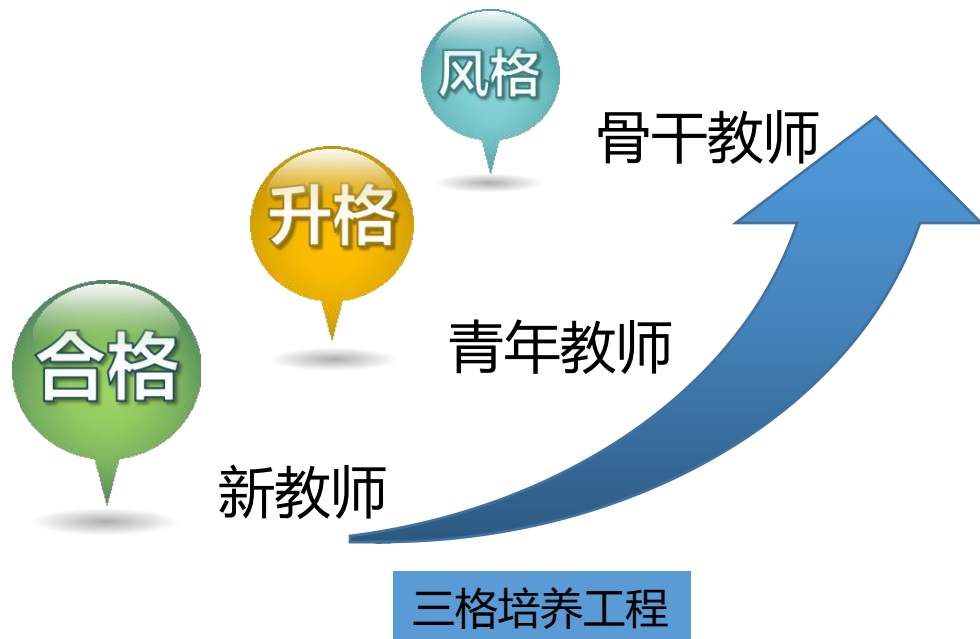 风格
骨干教师
升格
青年教师
合格
新教师
三格培养工程